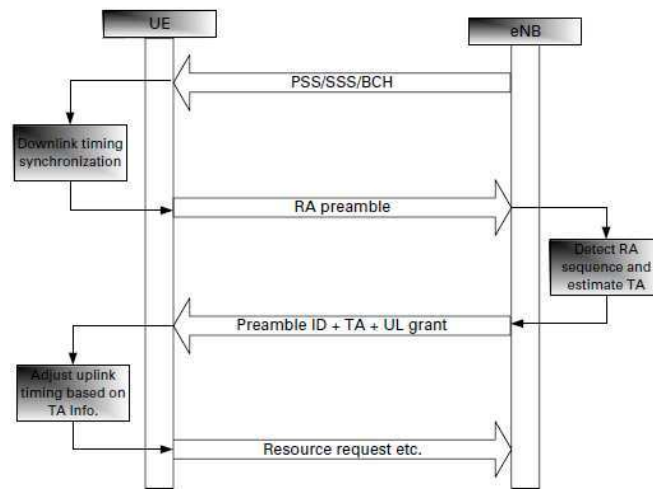 UE
eNB
PSS/SSS/BCH
Downlink timing
synchronization
RA preamble
Detect RA
sequence and
estimate TA
Preamble ID + TA + UL grant
Adjust uplink
timing based on
TA Info.
Resource request etc.